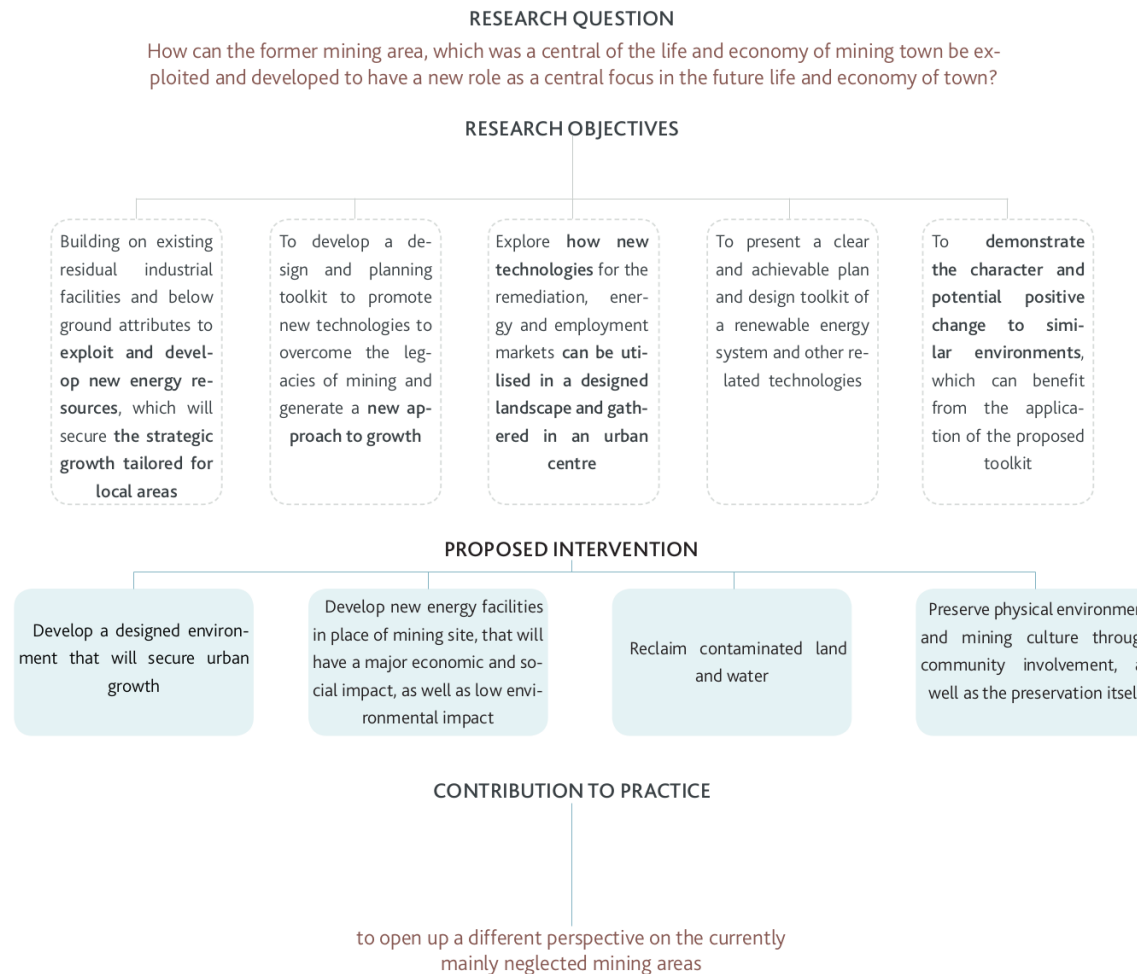 RESEARCH QUESTION
How can the former mining area, which was a central of the life and economy of mining town be ex-
ploited and developed to have a new role as a central focus in the future life and economy of town?
RESEARCH OBJECTIVES
Building on existing
residual industrial
facilities and below
ground attributes to
exploit and devel-
op new energy re-
sources, which will
secure the strategic
growth tailored for
local areas
To develop a de-
sign and planning
toolkit to promote
new technologies to
overcome the leg-
acies of mining and
generate a new ap-
proach to growth
Explore how new
technologies for the
remediation, ener-
gy and employment
markets can be uti-
lised in a designed
landscape and gath-
ered in an urban
centre
To present a clear
and achievable plan
and design toolkit of
a renewable energy
system and other re-
lated technologies
To demonstrate
the character and
potential positive
change to simi-
lar environments,
which can benefit
from the applica-
tion of the proposed
toolkit
PROPOSED INTERVENTION
Develop a designed environ-
ment that will secure urban
growth
Develop new energy facilities
in place of mining site, that will
have a major economic and so-
cial impact, as well as low envi-
ronmental impact
Reclaim contaminated land
and water
Preserve physical environmen
and mining culture throug
community involvement, a
well as the preservation itsel
CONTRIBUTION TO PRACTICE
to open up a different perspective on the currently
mainly neglected mining areas